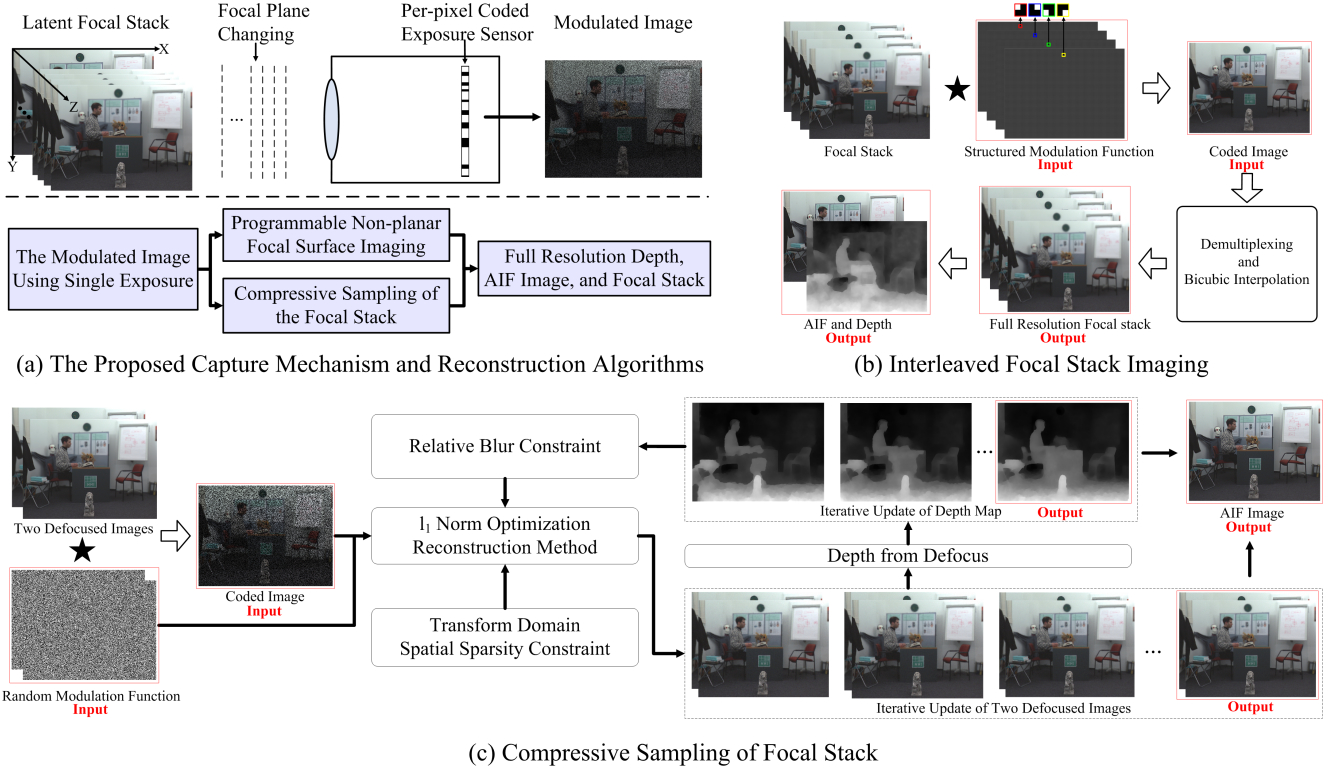 Latent Focal Stack
Focal Plane
Changing
Per-pixel Coded
Exposure Sensor
Modulated Image
X
Z
Y
...
The Modulated Image
Using Single Exposure
Programmable Non-planar
Focal Surface Imaging
Compressive Sampling of
the Focal Stack
Full Resolution Depth,
AIF Image, and Focal Stack
(a) The Proposed Capture Mechanism and Reconstruction Algorithms
Focal Stack
Structured Modulation Function
Input
Coded Image
Input
Demultiplexing
and
Bicubic Interpolation
Full Resolution Focal stack
Output
AIF and Depth
Output
(b) Interleaved Focal Stack Imaging
Two Defocused Images
Random Modulation Function
Input
Coded Image
Input
Relative Blur Constraint
l₁ Norm Optimization
Reconstruction Method
Transform Domain
Spatial Sparsity Constraint
...
Iterative Update of Depth Map
Output
Depth from Defocus
...
Iterative Update of Two Defocused Images
Output
AIF Image
Output
(c) Compressive Sampling of Focal Stack